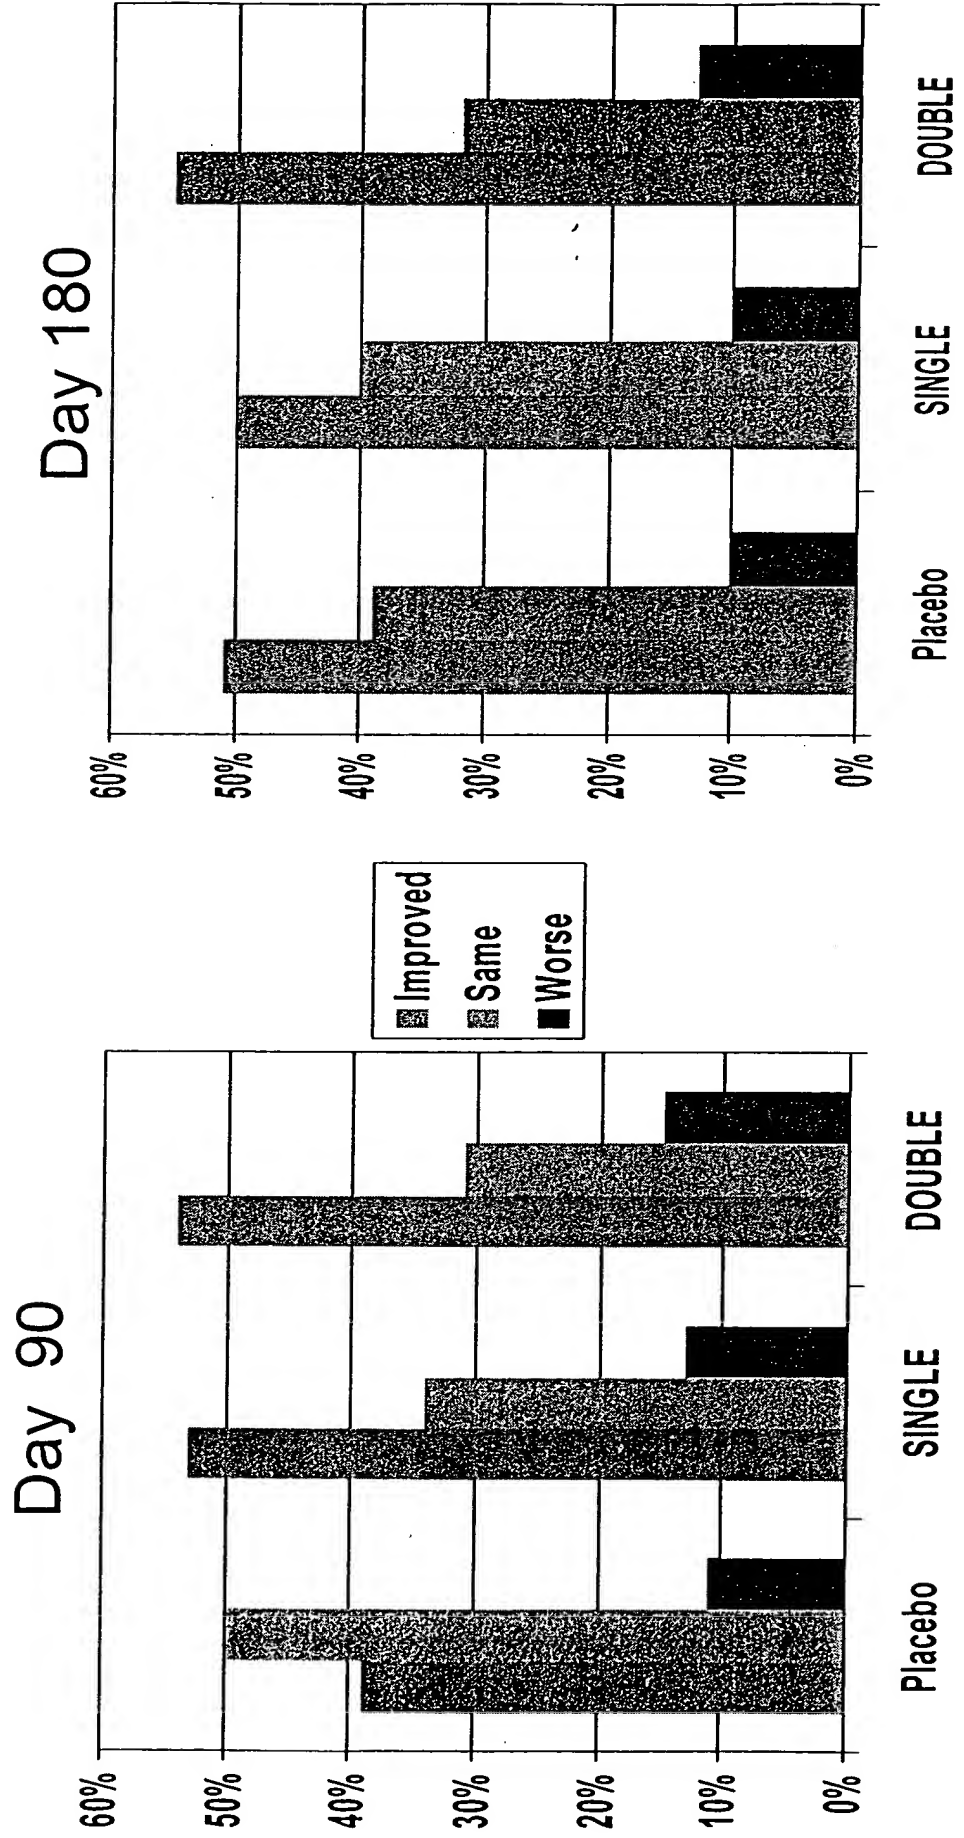 Day 90
60%
50%
40%
30%
20%
10%
0%
Placebo
SINGLE
DOUBLE
Improved
Same
Worse
Day 180
60%
50%
40%
30%
20%
10%
0%
Placebo
SINGLE
DOUBLE